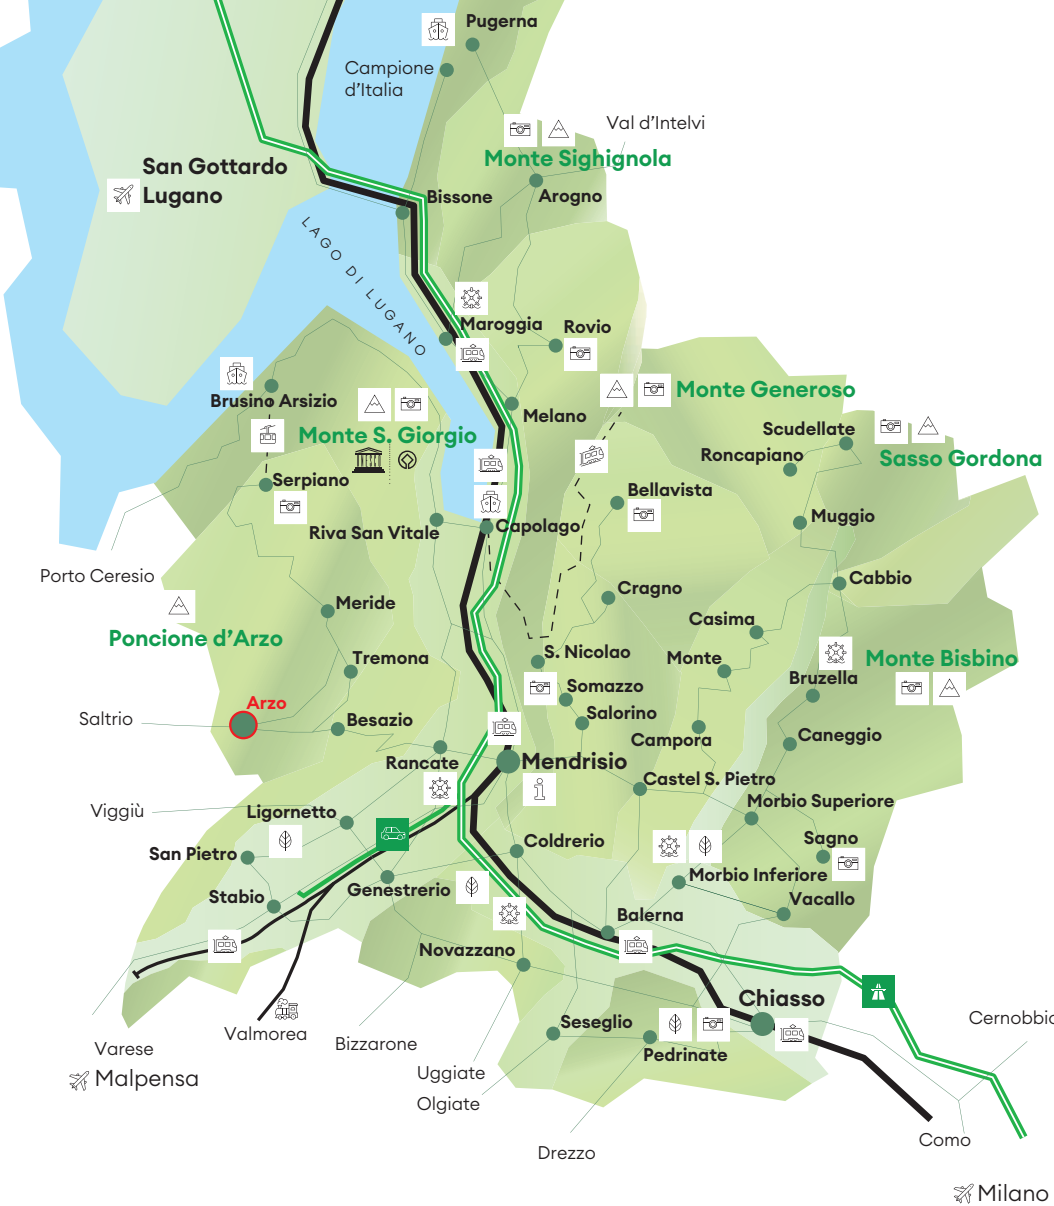 Pugerna
Campione
d'Italia
Val d'Intelvi
Monte Sighignola
San Gottardo
Lugano
Arogno
Bissone
LAGO DI LUGANO
Maroggia
Rovio
Brusino Arsizio
Monte Generoso
Melano
Monte S. Giorgio
Scudellate
Roncapiano
Sasso Gordona
Serpiano
Bellavista
Riva San Vitale
Capolago
Muggio
Porto Ceresio
Cabbio
Cragno
Meride
Casima
Poncione d'Arzo
S. Nicolao
Tremona
Monte
Monte Bisbino
Bruzella
Somazzo
Arzo
Salorino
Saltrio
Besazio
Campora
Caneggio
Rancate
Mendrisio
Castel S. Pietro
Morbio Superiore
Viggiù
Ligornetto
Coldrerio
Sagno
San Pietro
Genestrerio
Morbio Inferiore
Stabio
Vacallo
Balerna
Novazzano
Chiasso
Seseglio
Cernobbio
Valmorea
Bizzarone
Varese
Pedrinate
Malpensa
Uggiate
Olgiate
Como
Drezzo
Milano